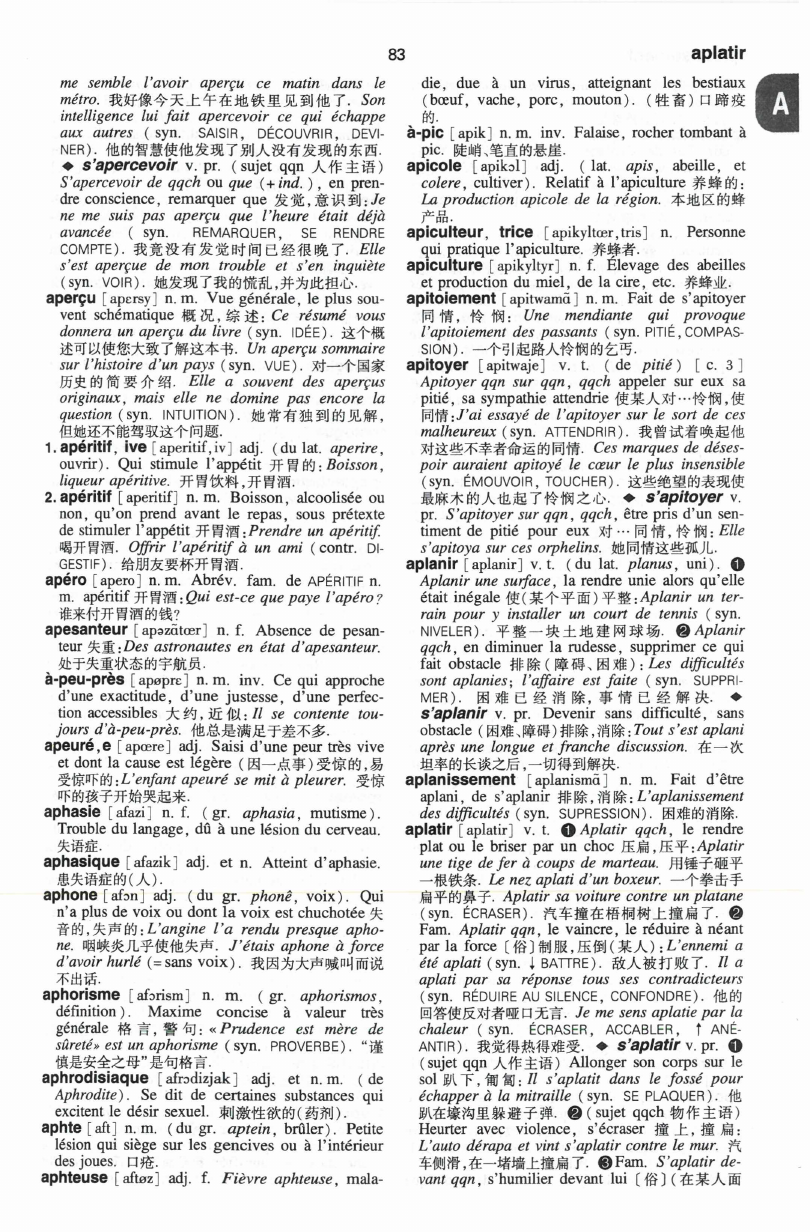 83
aplatir
me semble l'avoir aperçu ce matin dans le
métro. 我好像今天上午在地铁里见到他了. Son
intelligence lui fait apercevoir ce qui échappe
aux autres ( syn. SAISIR, DÉCOUVRIR, DEVI-
NER). 他的智慧使他发现了别人没有发现的东西.
◆ s'apercevoir v. pr. ( sujet qqn 人作主语)
S'apercevoir de qqch ou que (+ ind. ) , en pren-
dre conscience, remarquer que 发觉,意识到:Je
ne me suis pas aperçu que l'heure était déjà
avancée ( syn. REMARQUER, SE RENDRE
COMPTE). 我竟没有发觉时间已经很晚了. Elle
s'est aperçue de mon trouble et s'en inquiète
(syn. VOIR). 她发现了我的慌乱,并为此担心.
aperçu [apɛrsy] n. m. Vue générale, le plus sou-
vent schématique 概况,综述: Ce résumé vous
donnera un aperçu du livre (syn. IDÉE). 这个概
述可以使您大致了解这本书. Un aperçu sommaire
sur l'histoire d'un pays (syn. VUE). 对一个国家
历史的简要介绍. Elle a souvent des aperçus
originaux, mais elle ne domine pas encore la
question (syn. INTUITION). 她常有独到的见解,
但她还不能驾驭这个问题.
1. apéritif, ive [aperitif,iv] adj. (du lat. aperire,
ouvrir). Qui stimule l'appétit 开胃的: Boisson,
liqueur apéritive. 开胃饮料,开胃酒.
2. apéritif [aperitif] n. m. Boisson, alcoolisée ou
non, qu'on prend avant le repas, sous prétexte
de stimuler l'appétit 开胃酒:Prendre un apéritif.
喝开胃酒. Offrir l'apéritif à un ami (contr. DI-
GESTIF). 给朋友要杯开胃酒.
apéro [apero] n. m. Abrév. fam. de APÉRITIF n.
m. apéritif 开胃酒:Qui est-ce que paye l'apéro?
谁来付开胃酒的钱?
apesanteur [apəzɑ̃tœr] n. f. Absence de pesan-
teur 失重:Des astronautes en état d'apesanteur.
处于失重状态的宇航员.
à-peu-près [apøprɛ] n. m. inv. Ce qui approche
d'une exactitude, d'une justesse, d'une perfec-
tion accessibles 大约,近似: Il se contente tou-
jours d'à-peu-près. 他总是满足于差不多.
apeuré,e [apœre] adj. Saisi d'une peur très vive
et dont la cause est légère (因一点事)受惊的,易
受惊吓的:L'enfant apeuré se mit à pleurer. 受惊
吓的孩子开始哭起来.
aphasie [afazi] n. f. ( gr. aphasia, mutisme).
Trouble du langage, dû à une lésion du cerveau.
失语症.
aphasique [afazik] adj. et n. Atteint d'aphasie.
患失语症的(人).
aphone [afɔn] adj. (du gr. phonê, voix). Qui
n'a plus de voix ou dont la voix est chuchotée 失
音的,失声的: L'angine l'a rendu presque apho-
ne. 咽峡炎几乎使他失声. J'étais aphone à force
d'avoir hurlé (= sans voix). 我因为大声喊叫而说
不出话.
aphorisme [afɔrism] n. m. ( gr. aphorismos,
définition). Maxime concise à valeur très
générale 格言,警句: «Prudence est mère de
sûreté» est un aphorisme (syn. PROVERBE). “谨
慎是安全之母”是句格言.
aphrodisiaque [afrɔdizjak] adj. et n. m. ( de
Aphrodite). Se dit de certaines substances qui
excitent le désir sexuel. 刺激性欲的(药剂).
aphte [aft] n. m. (du gr. aptein, brûler). Petite
lésion qui siège sur les gencives ou à l'intérieur
des joues. 口疮.
aphteuse [aftøz] adj. f. Fièvre aphteuse, mala-
die, due à un virus, atteignant les bestiaux
(bœuf, vache, porc, mouton). (牲畜)口蹄疫
的.
à-pic [apik] n. m. inv. Falaise, rocher tombant à
pic. 陡峭、笔直的悬崖.
apicole [apikɔl] adj. ( lat. apis, abeille, et
colere, cultiver). Relatif à l'apiculture 养蜂的:
La production apicole de la région. 本地区的蜂
产品.
apiculteur, trice [apikyltœr,tris] n. Personne
qui pratique l'apiculture. 养蜂者.
apiculture [apikyltyr] n. f. Élevage des abeilles
et production du miel, de la cire, etc. 养蜂业.
apitoiement [apitwamɑ̃] n. m. Fait de s'apitoyer
同情,怜悯: Une mendiante qui provoque
l'apitoiement des passants (syn. PITIÉ, COMPAS-
SION). 一个引起路人怜悯的乞丐.
apitoyer [apitwaje] v. t. ( de pitié) [ c. 3 ]
Apitoyer qqn sur qqn, qqch appeler sur eux sa
pitié, sa sympathie attendrie 使某人对…怜悯,使
同情:J'ai essayé de l'apitoyer sur le sort de ces
malheureux (syn. ATTENDRIR). 我曾试着唤起他
对这些不幸者命运的同情. Ces marques de déses-
poir auraient apitoyé le cœur le plus insensible
(syn. ÉMOUVOIR, TOUCHER). 这些绝望的表现使
最麻木的人也起了怜悯之心. ◆ s'apitoyer v.
pr. S'apitoyer sur qqn, qqch, être pris d'un sen-
timent de pitié pour eux 对…同情,怜悯: Elle
s'apitoya sur ces orphelins. 她同情这些孤儿.
aplanir [aplanir] v. t. (du lat. planus, uni). ❶
Aplanir une surface, la rendre unie alors qu'elle
était inégale 使(某个平面)平整:Aplanir un ter-
rain pour y installer un court de tennis ( syn.
NIVELER). 平整一块土地建网球场. ❷ Aplanir
qqch, en diminuer la rudesse, supprimer ce qui
fait obstacle 排除(障碍、困难): Les difficultés
sont aplanies; l'affaire est faite ( syn. SUPPRI-
MER). 困难已经消除,事情已经解决. ◆
s'aplanir v. pr. Devenir sans difficulté, sans
obstacle (困难、障碍)排除,消除:Tout s'est aplani
après une longue et franche discussion. 在一次
坦率的长谈之后,一切得到解决.
aplanissement [aplanismɑ̃] n. m. Fait d'être
aplani, de s'aplanir 排除,消除: L'aplanissement
des difficultés (syn. SUPRESSION). 困难的消除.
aplatir [aplatir] v. t. ❶ Aplatir qqch, le rendre
plat ou le briser par un choc 压扁,压平:Aplatir
une tige de fer à coups de marteau. 用锤子砸平
一根铁条. Le nez aplati d'un boxeur. 一个拳击手
扁平的鼻子. Aplatir sa voiture contre un platane
(syn. ÉCRASER). 汽车撞在梧桐树上撞扁了. ❷
Fam. Aplatir qqn, le vaincre, le réduire à néant
par la force 〔俗〕制服,压倒(某人): L'ennemi a
été aplati (syn. ↓ BATTRE). 敌人被打败了. Il a
aplati par sa réponse tous ses contradicteurs
(syn. RÉDUIRE AU SILENCE, CONFONDRE). 他的
回答使反对者哑口无言. Je me sens aplatie par la
chaleur ( syn. ÉCRASER, ACCABLER, ↑ ANÉ-
ANTIR). 我觉得热得难受. ◆ s'aplatir v. pr. ❶
(sujet qqn 人作主语) Allonger son corps sur le
sol 趴下,匍匐: Il s'aplatit dans le fossé pour
échapper à la mitraille (syn. SE PLAQUER). 他
趴在壕沟里躲避子弹. ❷ (sujet qqch 物作主语)
Heurter avec violence, s'écraser 撞上,撞扁:
L'auto dérapa et vint s'aplatir contre le mur. 汽
车侧滑,在一堵墙上撞扁了. ❸ Fam. S'aplatir de-
vant qqn, s'humilier devant lui 〔俗〕(在某人面
A